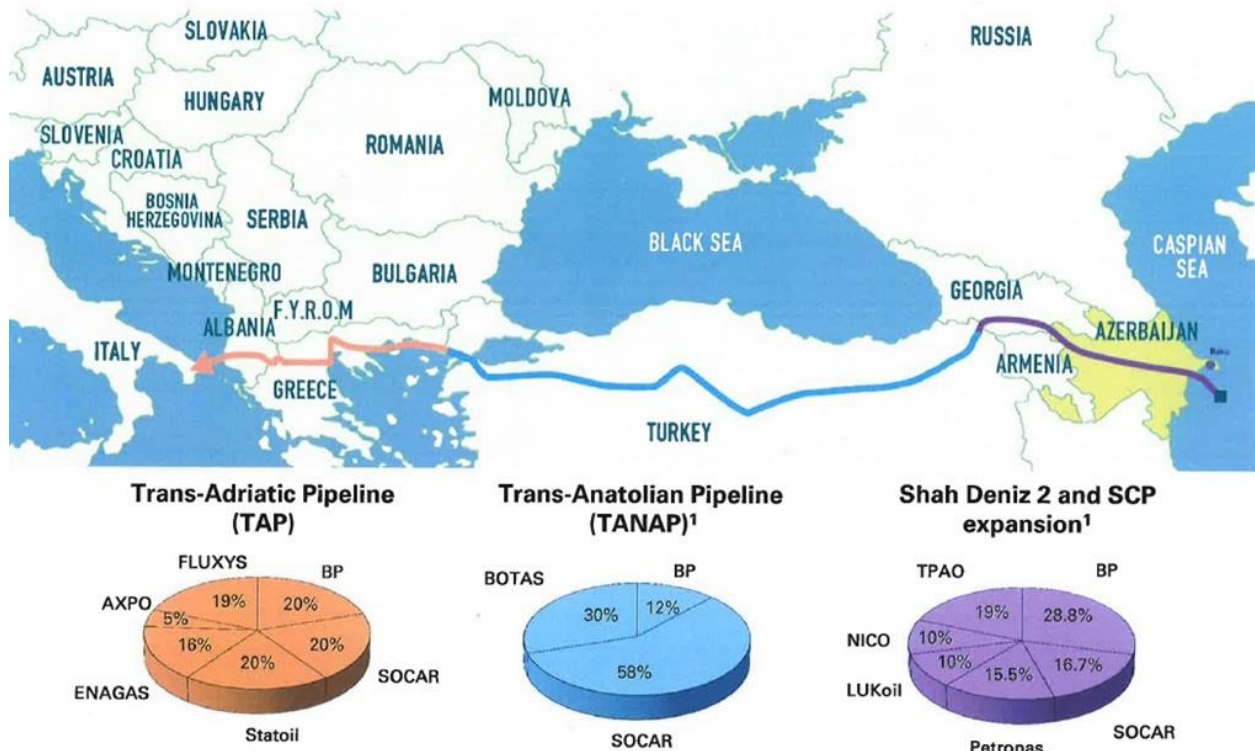 SLOVAKIA
RUSSIA
AUSTRIA
HUNGARY
MOLDOVA
SLOVENIA
CROATIA
ROMANIA
BOSNIA
HERZEGOVINA
SERBIA
BLACK SEA
CASPIAN
SEA
MONTENEGRO
BULGARIA
GEORGIA
F.Y.R.O.M
ALBANIA
AZERBAIJAN
ITALY
Baku
ARMENIA
GREECE
TURKEY
Trans-Adriatic Pipeline
(TAP)
FLUXYS
BP
AXPO
19%
20%
5%
16%
20%
20%
ENAGAS
SOCAR
Statoil
Trans-Anatolian Pipeline
(TANAP)¹
BOTAS
BP
30%
12%
58%
SOCAR
Shah Deniz 2 and SCP
expansion¹
TPAO
BP
19%
28.8%
NICO
10%
10%
16.7%
LUKoil
15.5%
SOCAR
Petronas